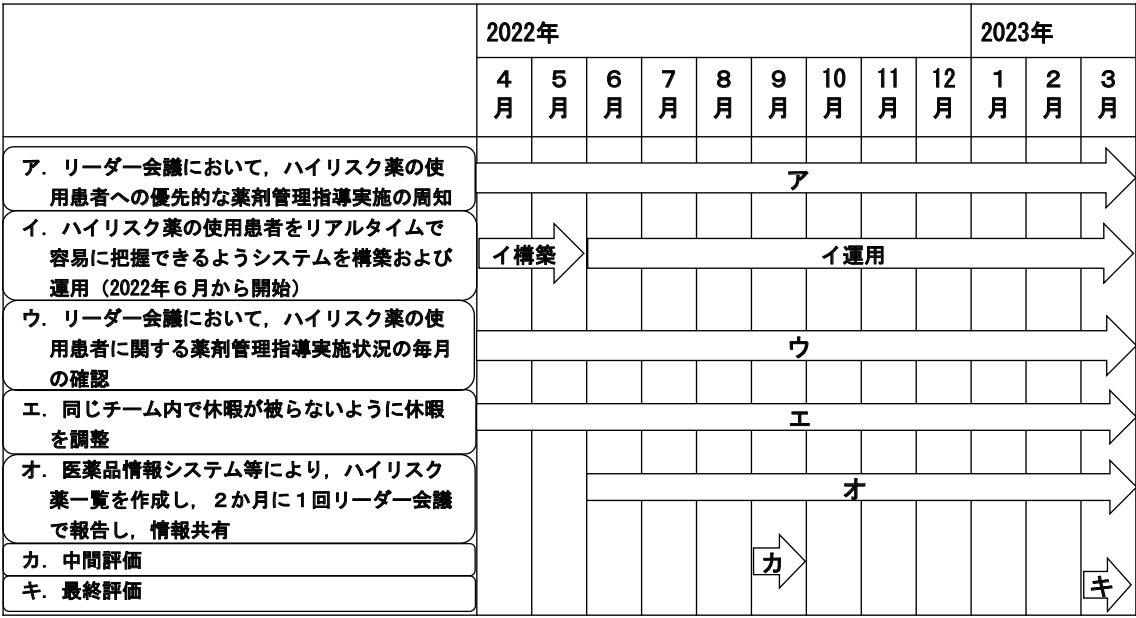 2022年
2023年
4月
5月
6月
7月
8月
9月
10月
11月
12月
1月
2月
3月
ア．リーダー会議において，ハイリスク薬の使
用患者への優先的な薬剤管理指導実施の周知
ア
イ．ハイリスク薬の使用患者をリアルタイムで
容易に把握できるようシステムを構築および
運用（2022年６月から開始）
イ構築
イ運用
ウ．リーダー会議において，ハイリスク薬の使
用患者に関する薬剤管理指導実施状況の毎月
の確認
ウ
エ．同じチーム内で休暇が被らないように休暇
を調整
エ
オ．医薬品情報システム等により，ハイリスク
薬一覧を作成し，２か月に１回リーダー会議
で報告し，情報共有
オ
カ．中間評価
カ
キ．最終評価
キ